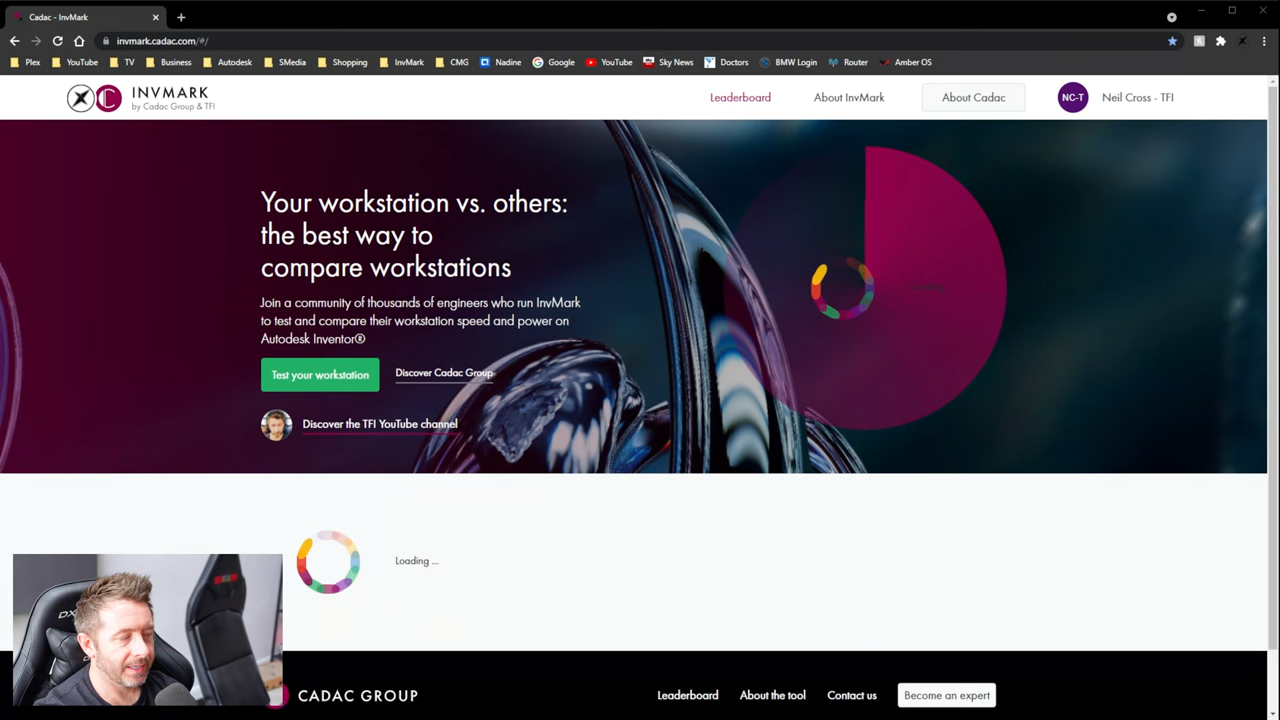 Cadac - InvMark
invmark.cadac.com/#/
Plex YouTube TV Business Autodesk SMedia Shopping InvMark CMG Nadine Google YouTube Sky News Doctors BMW Login Router Amber OS
INVMARK
by Cadac Group & TFI
Leaderboard About InvMark About Cadac NC-T Neil Cross - TFI
Your workstation vs. others:
the best way to
compare workstations
Join a community of thousands of engineers who run InvMark
to test and compare their workstation speed and power on
Autodesk Inventor®
Test your workstation Discover Cadac Group
Discover the TFI YouTube channel
Loading ...
DX
CADAC GROUP
Leaderboard About the tool Contact us Become an expert